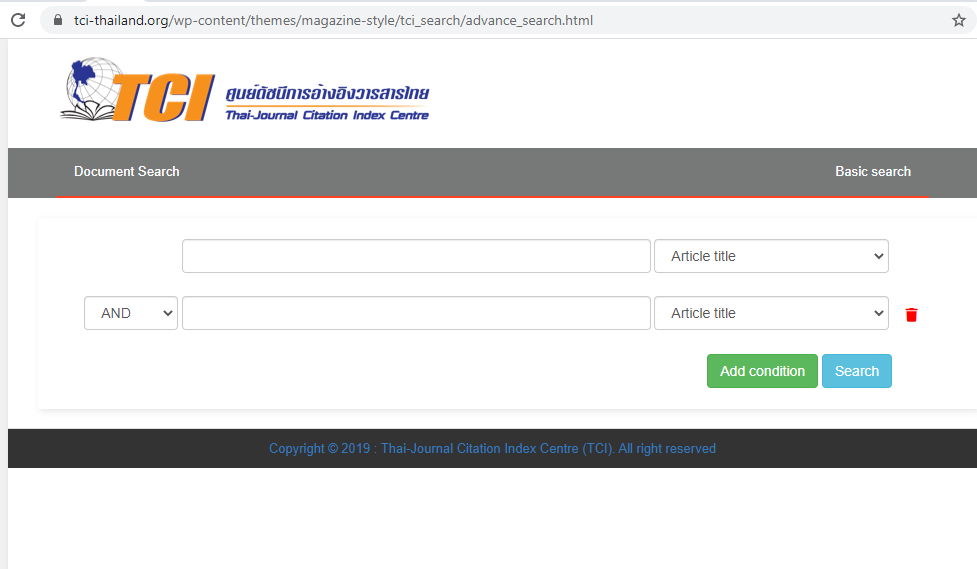 tci-thailand.org/wp-content/themes/magazine-style/tci_search/advance_search.html
TCI
ศูนย์ดัชนีการอ้างอิงวารสารไทย
Thai-Journal Citation Index Centre
Document Search
Basic search
Article title
AND
Article title
Add condition
Search
Copyright © 2019 : Thai-Journal Citation Index Centre (TCI). All right reserved